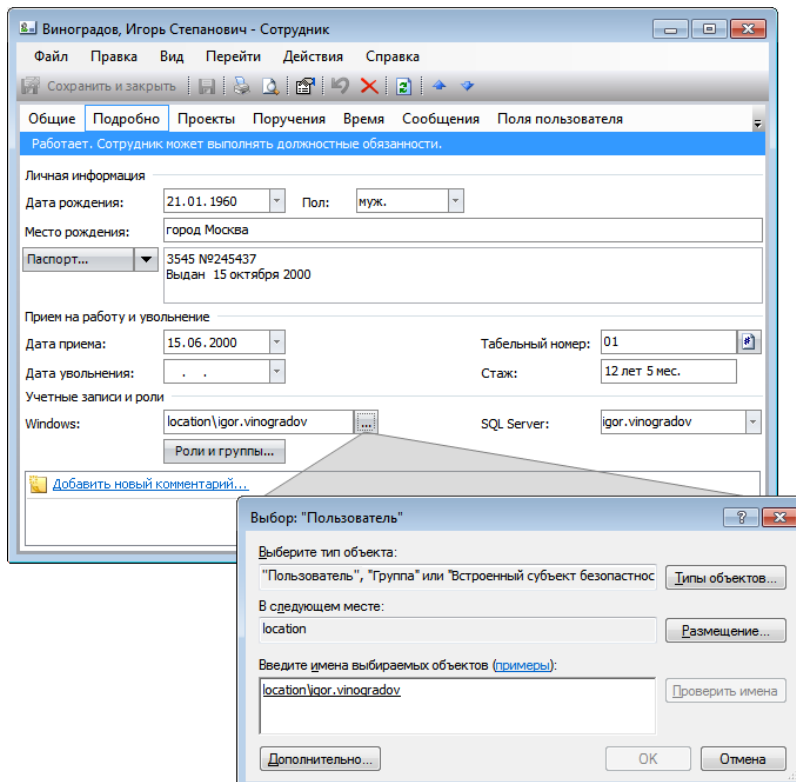 Виноградов, Игорь Степанович - Сотрудник
Файл Правка Вид Перейти Действия Справка
Сохранить и закрыть
Общие Подробно Проекты Поручения Время Сообщения Поля пользователя
Работает. Сотрудник может выполнять должностные обязанности.
Личная информация
Дата рождения: 21.01.1960 Пол: муж.
Место рождения: город Москва
Паспорт... 3545 №245437
Выдан 15 октября 2000
Прием на работу и увольнение
Дата приема: 15.06.2000 Табельный номер: 01
Дата увольнения: . . Стаж: 12 лет 5 мес.
Учетные записи и роли
Windows: location\igor.vinogradov ... SQL Server: igor.vinogradov
Роли и группы...
Добавить новый комментарий...
Выбор: "Пользователь"
Выберите тип объекта:
"Пользователь", "Группа" или "Встроенный субъект безопаснос Типы объектов...
В следующем месте:
location Размещение...
Введите имена выбираемых объектов (примеры):
location\igor.vinogradov Проверить имена
Дополнительно... OK Отмена